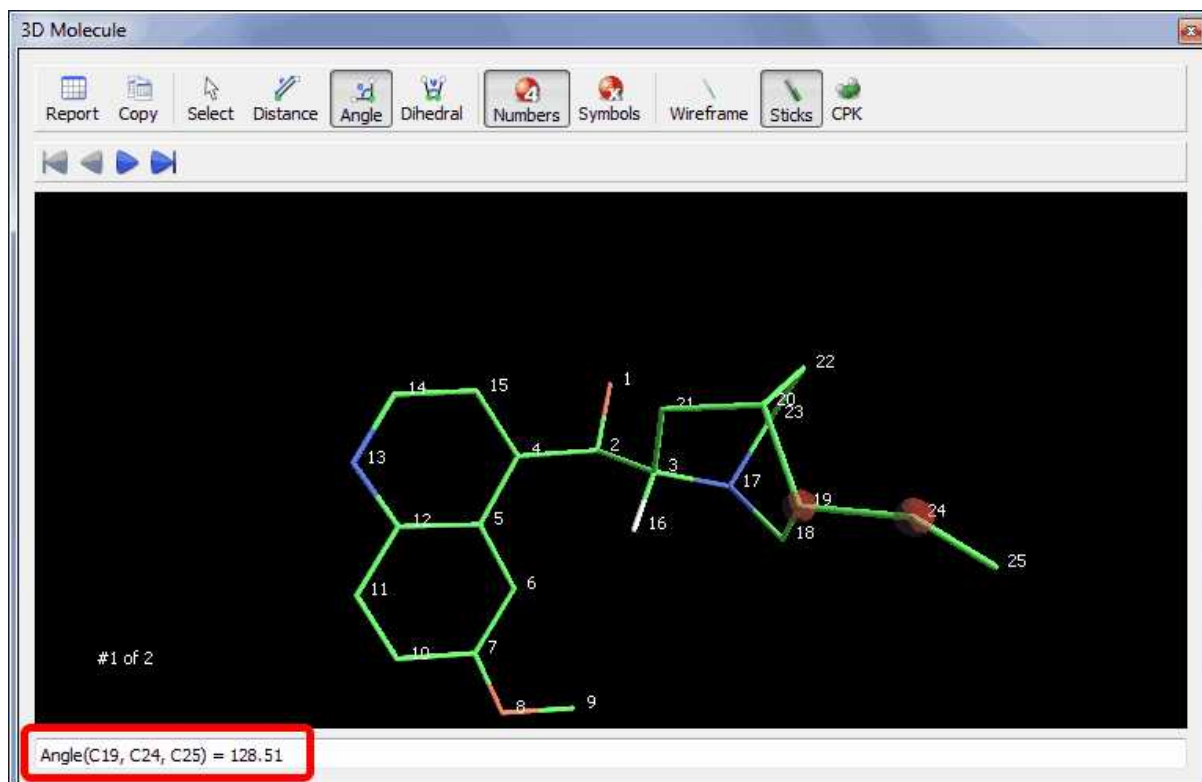 3D Molecule
Report Copy Select Distance Angle Dihedral Numbers Symbols Wireframe Sticks CPK
22
1
14 15 21 20
23
2
4
13 3 17
19
24
12 5 16 18
25
11 6
7
#1 of 2 10
8 9
Angle(C19, C24, C25) = 128.51